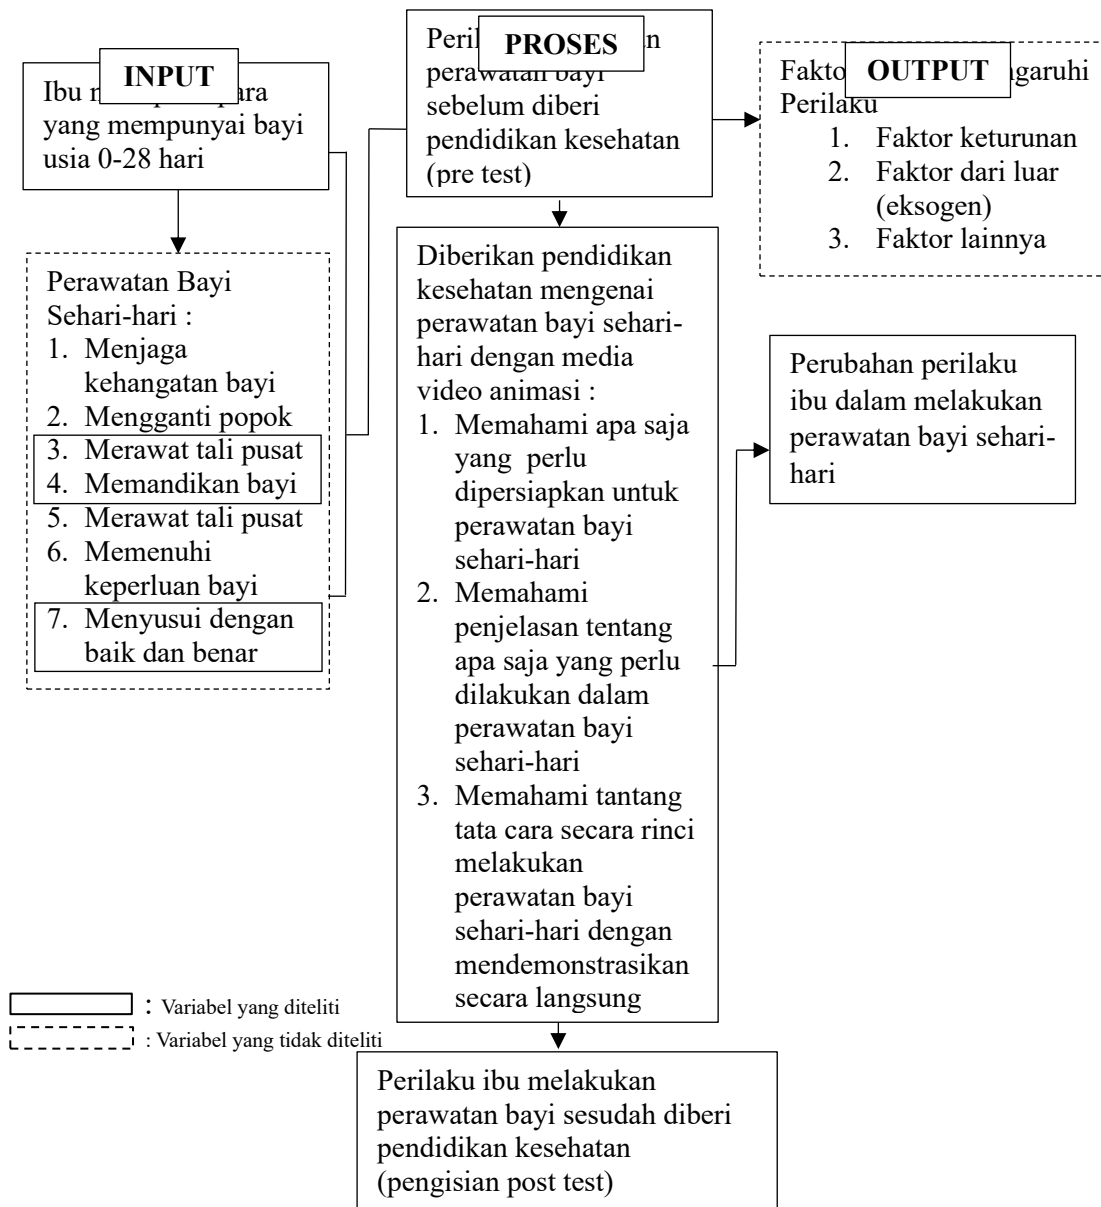 INPUT
Ibu
yang mempunyai bayi
usia 0-28 hari
Perawatan Bayi
Sehari-hari :
1. Menjaga
kehangatan bayi
2. Mengganti popok
3. Merawat tali pusat
4. Memandikan bayi
5. Merawat tali pusat
6. Memenuhi
keperluan bayi
7. Menyusui dengan
baik dan benar
PROSES
perawatan bayi
sebelum diberi
pendidikan kesehatan
(pre test)
Diberikan pendidikan
kesehatan mengenai
perawatan bayi sehari-
hari dengan media
video animasi :
1. Memahami apa saja
yang perlu
dipersiapkan untuk
perawatan bayi
sehari-hari
2. Memahami
penjelasan tentang
apa saja yang perlu
dilakukan dalam
perawatan bayi
sehari-hari
3. Memahami tantang
tata cara secara rinci
melakukan
perawatan bayi
sehari-hari dengan
mendemonstrasikan
secara langsung
Perilaku ibu melakukan
perawatan bayi sesudah diberi
pendidikan kesehatan
(pengisian post test)
OUTPUT
Perilaku
1. Faktor keturunan
2. Faktor dari luar
(eksogen)
3. Faktor lainnya
Perubahan perilaku
ibu dalam melakukan
perawatan bayi sehari-
hari
: Variabel yang diteliti
: Variabel yang tidak diteliti